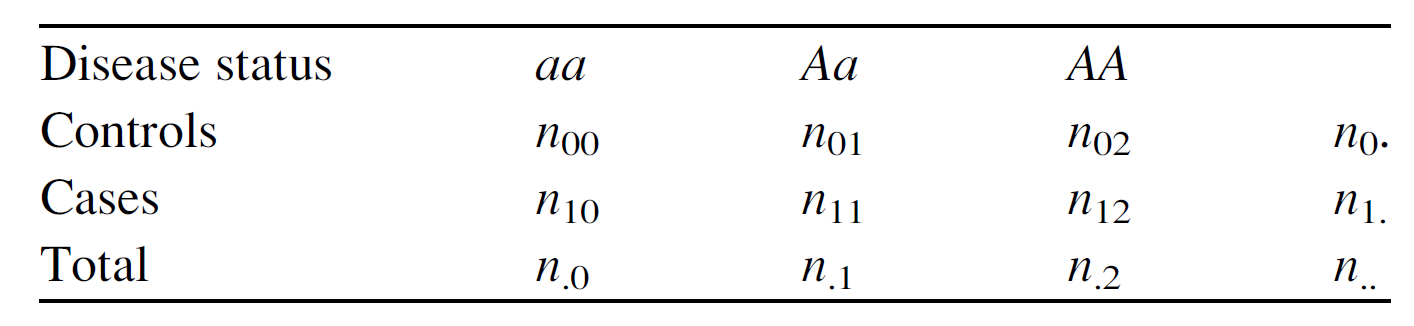 Disease status aa Aa AA
Controls n₀₀ n₀₁ n₀₂ n₀.
Cases n₁₀ n₁₁ n₁₂ n₁.
Total n.₀ n.₁ n.₂ n..